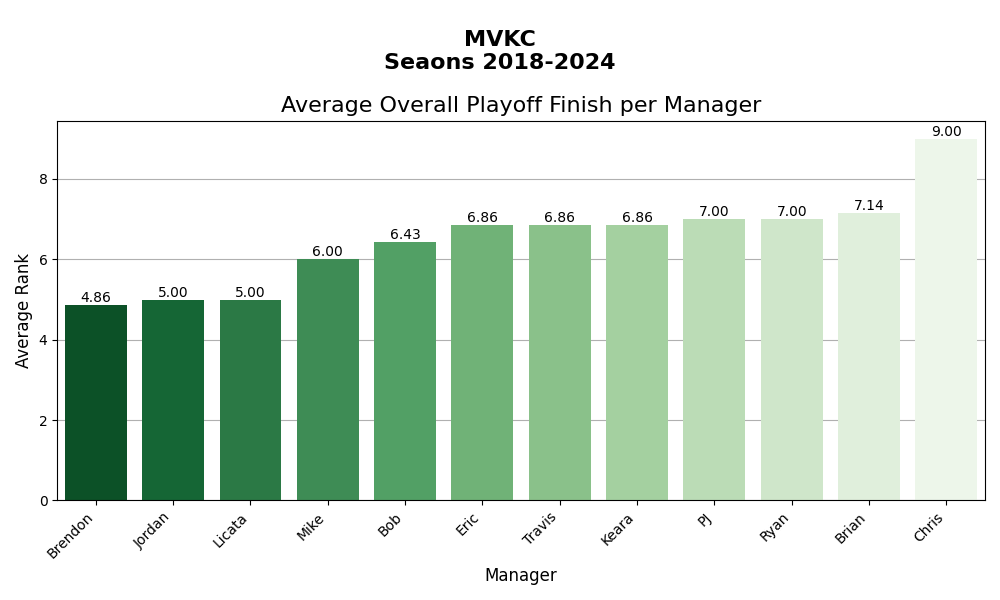 MVKC
Seaons 2018-2024
Average Overall Playoff Finish per Manager
9.00
8
7.14
7.00
7.00
6.86
6.86
6.86
6.43
6.00
6
5.00
5.00
4.86
Average Rank
4
2
0
Brendon
Jordan
Licata
Mike
Bob
Eric
Travis
Keara
PJ
Ryan
Brian
Chris
Manager